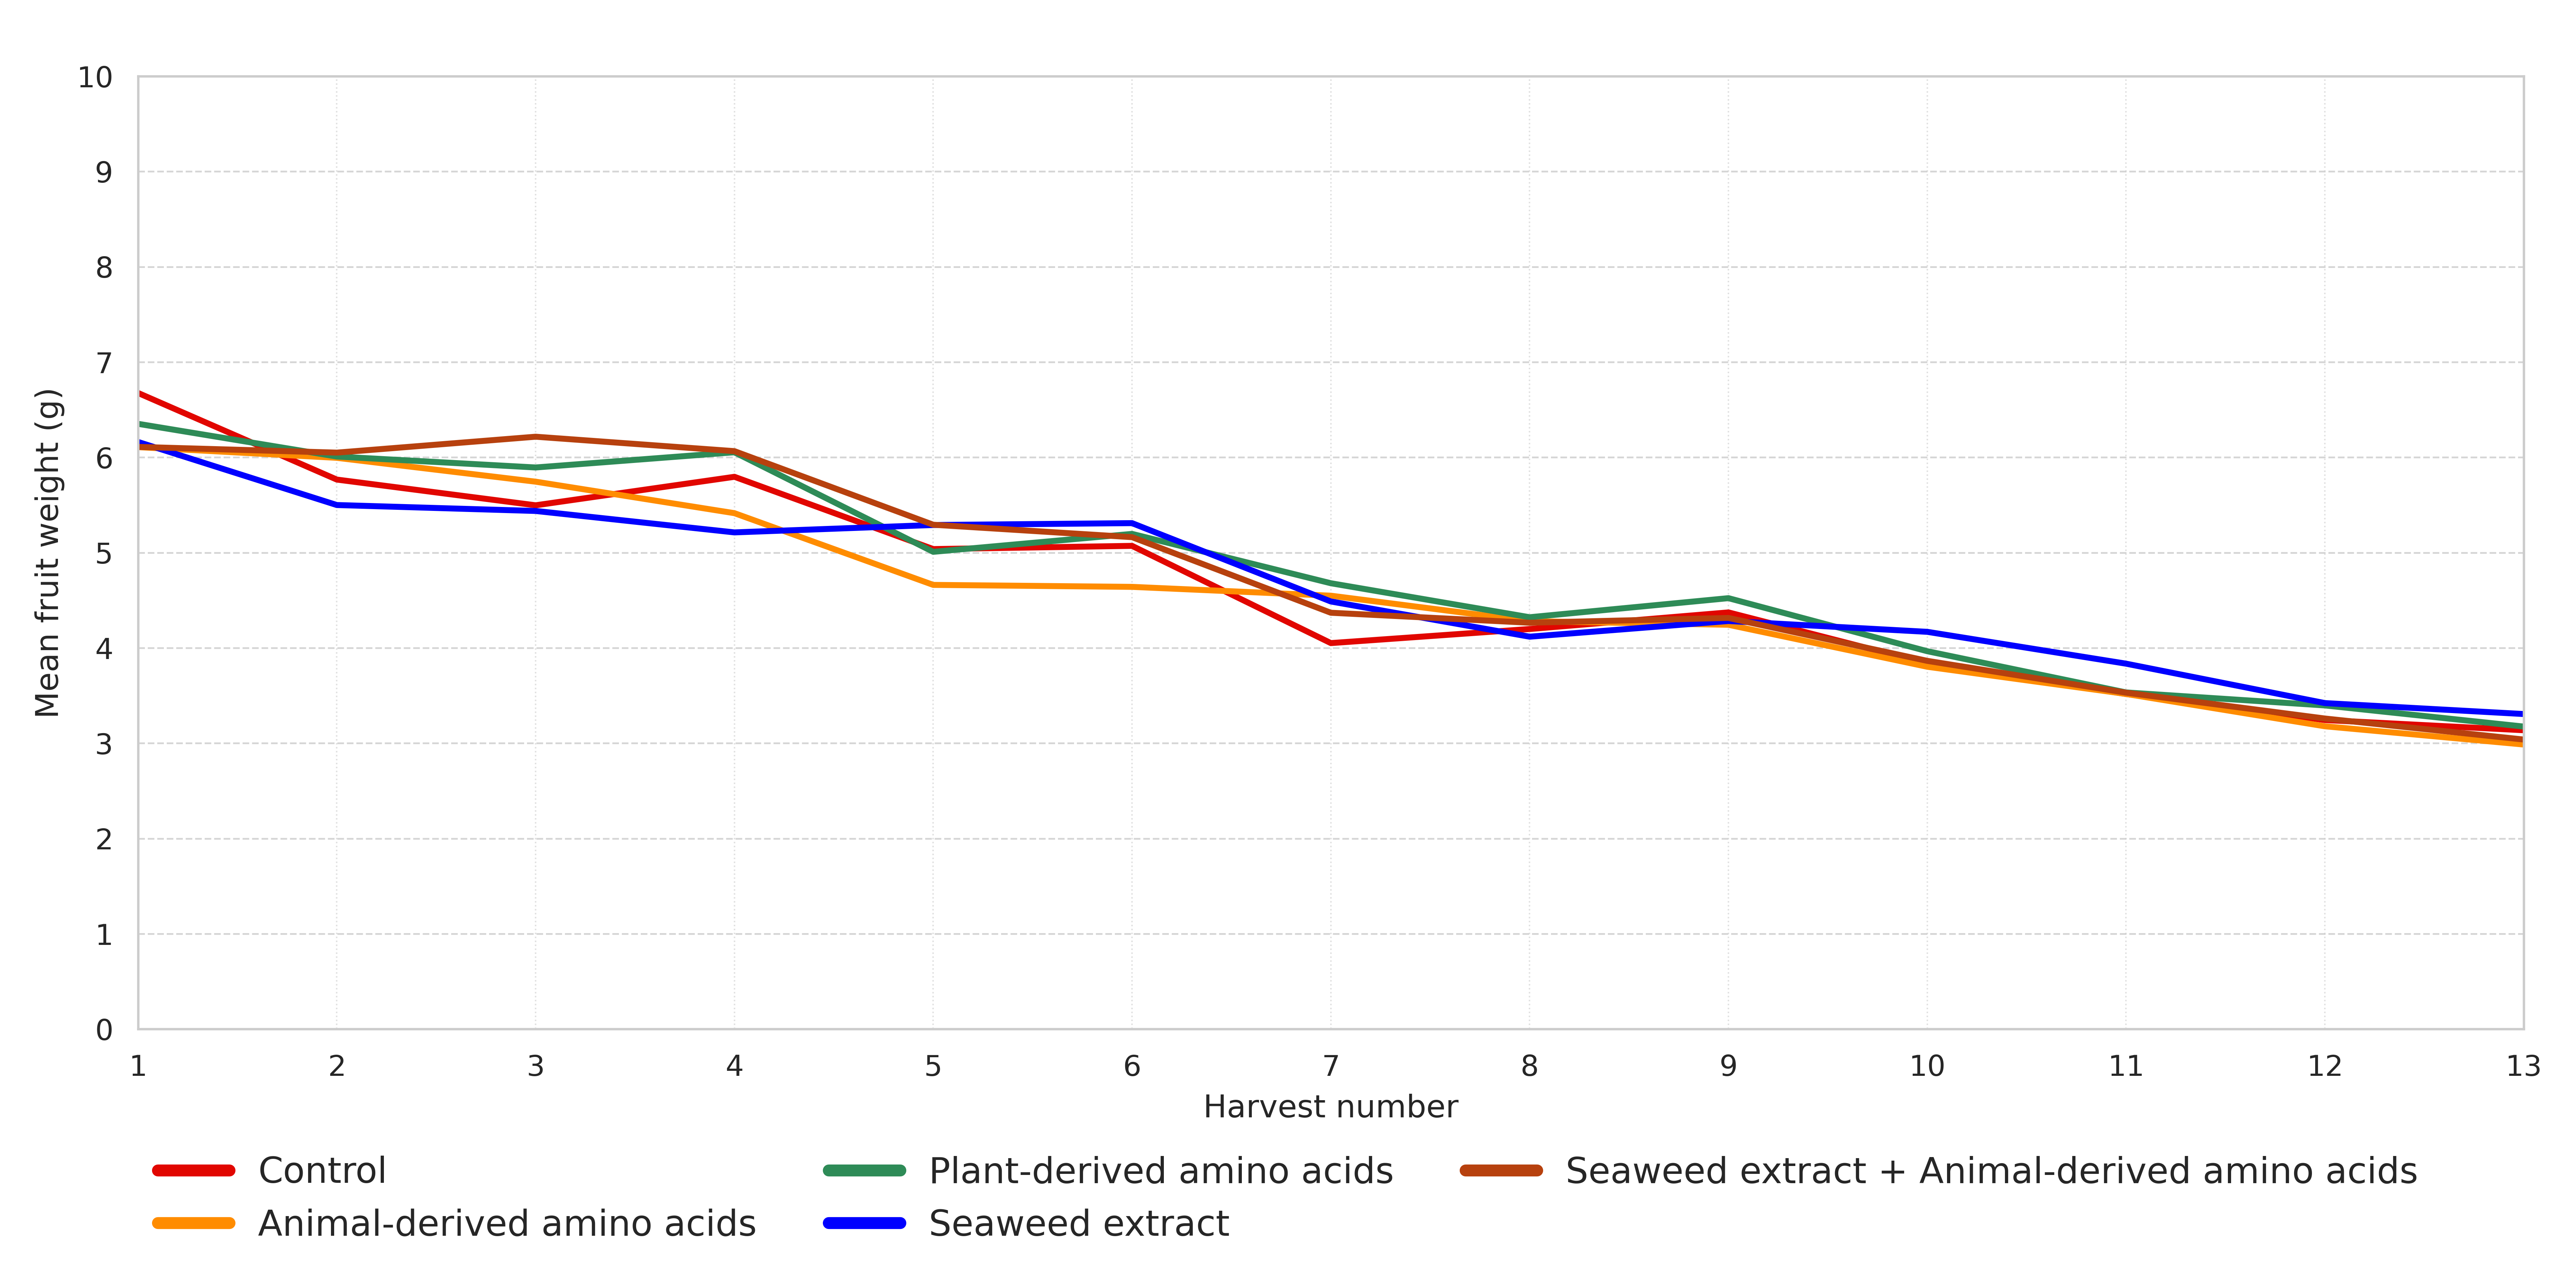 10
9
8
7
6
5
4
3
2
1
0
Mean fruit weight (g)
1 2 3 4 5 6 7 8 9 10 11 12 13
Harvest number
Control
Animal-derived amino acids
Plant-derived amino acids
Seaweed extract
Seaweed extract + Animal-derived amino acids